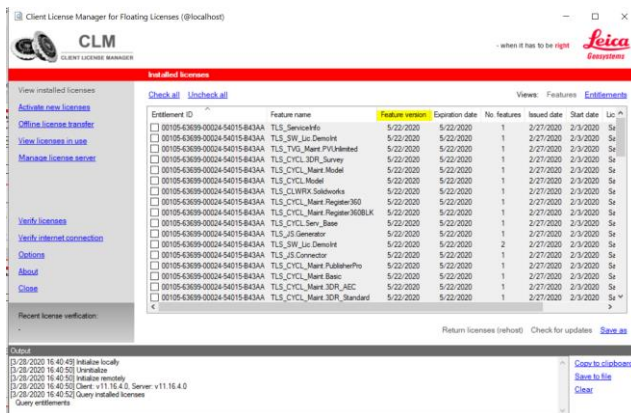 Client License Manager for Floating Licenses (@localhost)
CLM
CLIENT LICENSE MANAGER
- when it has to be right
Leica
Geosystems
Installed licenses
View installed licenses
Activate new licenses
Offline license transfer
View licenses in use
Manage license server
Verify licenses
Verify internet connection
Options
About
Close
Recent license verification:
-
Check all Uncheck all Views: Features Entitlements
Entitlement ID Feature name Feature version Expiration date No. features Issued date Start date Lic
00105-63699-00024-54015-B43AA TLS_ServiceInfo 5/22/2020 5/22/2020 1 2/27/2020 2/3/2020 Se
00105-63699-00024-54015-B43AA TLS_SW_Lic.DemoInt 5/22/2020 5/22/2020 1 2/27/2020 2/3/2020 Se
00105-63699-00024-54015-B43AA TLS_TVG_Maint.PVUnlimited 5/22/2020 5/22/2020 1 2/27/2020 2/3/2020 Se
00105-63699-00024-54015-B43AA TLS_CYCL.3DR_Survey 5/22/2020 5/22/2020 1 2/27/2020 2/3/2020 Se
00105-63699-00024-54015-B43AA TLS_CYCL_Maint.Model 5/22/2020 5/22/2020 1 2/27/2020 2/3/2020 Se
00105-63699-00024-54015-B43AA TLS_CYCL.Model 5/22/2020 5/22/2020 1 2/27/2020 2/3/2020 Se
00105-63699-00024-54015-B43AA TLS_CLWRX.Solidworks 5/22/2020 5/22/2020 1 2/27/2020 2/3/2020 Se
00105-63699-00024-54015-B43AA TLS_CYCL_Maint.Register360 5/22/2020 5/22/2020 1 2/27/2020 2/3/2020 Se
00105-63699-00024-54015-B43AA TLS_CYCL_Maint.Register360BLK 5/22/2020 5/22/2020 1 2/27/2020 2/3/2020 Se
00105-63699-00024-54015-B43AA TLS_CYCL.Serv_Base 5/22/2020 5/22/2020 1 2/27/2020 2/3/2020 Se
00105-63699-00024-54015-B43AA TLS_JS.Generator 5/22/2020 5/22/2020 1 2/27/2020 2/3/2020 Se
00105-63699-00024-54015-B43AA TLS_SW_Lic.DemoInt 5/22/2020 5/22/2020 2 2/27/2020 2/3/2020 Se
00105-63699-00024-54015-B43AA TLS_JS.Connector 5/22/2020 5/22/2020 1 2/27/2020 2/3/2020 Se
00105-63699-00024-54015-B43AA TLS_CYCL_Maint.PublisherPro 5/22/2020 5/22/2020 1 2/27/2020 2/3/2020 Se
00105-63699-00024-54015-B43AA TLS_CYCL_Maint.Basic 5/22/2020 5/22/2020 1 2/27/2020 2/3/2020 Se
00105-63699-00024-54015-B43AA TLS_CYCL_Maint.3DR_AEC 5/22/2020 5/22/2020 1 2/27/2020 2/3/2020 Se
00105-63699-00024-54015-B43AA TLS_CYCL_Maint.3DR_Standard 5/22/2020 5/22/2020 1 2/27/2020 2/3/2020 Se
Return licenses (rehost) Check for updates Save as
Output
[3/28/2020 16:40:49] Initialize locally
[3/28/2020 16:40:50] Uninitialize
[3/28/2020 16:40:50] Initialize remotely
[3/28/2020 16:40:50] Client: v11.16.4.0, Server: v11.16.4.0
[3/28/2020 16:40:52] Query installed licenses
Query entitlements
Copy to clipboard
Save to file
Clear